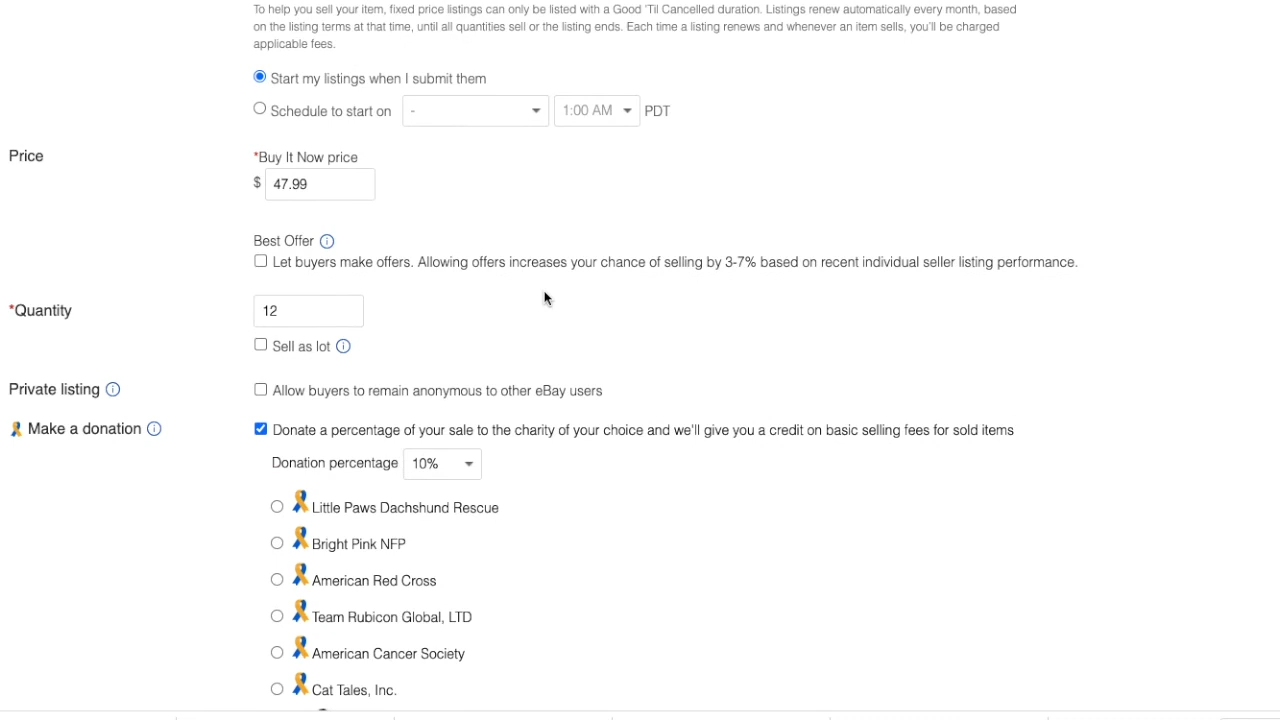 To help you sell your item, fixed price listings can only be listed with a Good 'Til Cancelled duration. Listings renew automatically every month, based
on the listing terms at that time, until all quantities sell or the listing ends. Each time a listing renews and whenever an item sells, you'll be charged
applicable fees.
Start my listings when I submit them
Schedule to start on - 1:00 AM PDT
Price
*Buy It Now price
$ 47.99
Best Offer
Let buyers make offers. Allowing offers increases your chance of selling by 3-7% based on recent individual seller listing performance.
*Quantity 12
Sell as lot
Private listing Allow buyers to remain anonymous to other eBay users
Make a donation Donate a percentage of your sale to the charity of your choice and we'll give you a credit on basic selling fees for sold items
Donation percentage 10%
Little Paws Dachshund Rescue
Bright Pink NFP
American Red Cross
Team Rubicon Global, LTD
American Cancer Society
Cat Tales, Inc.